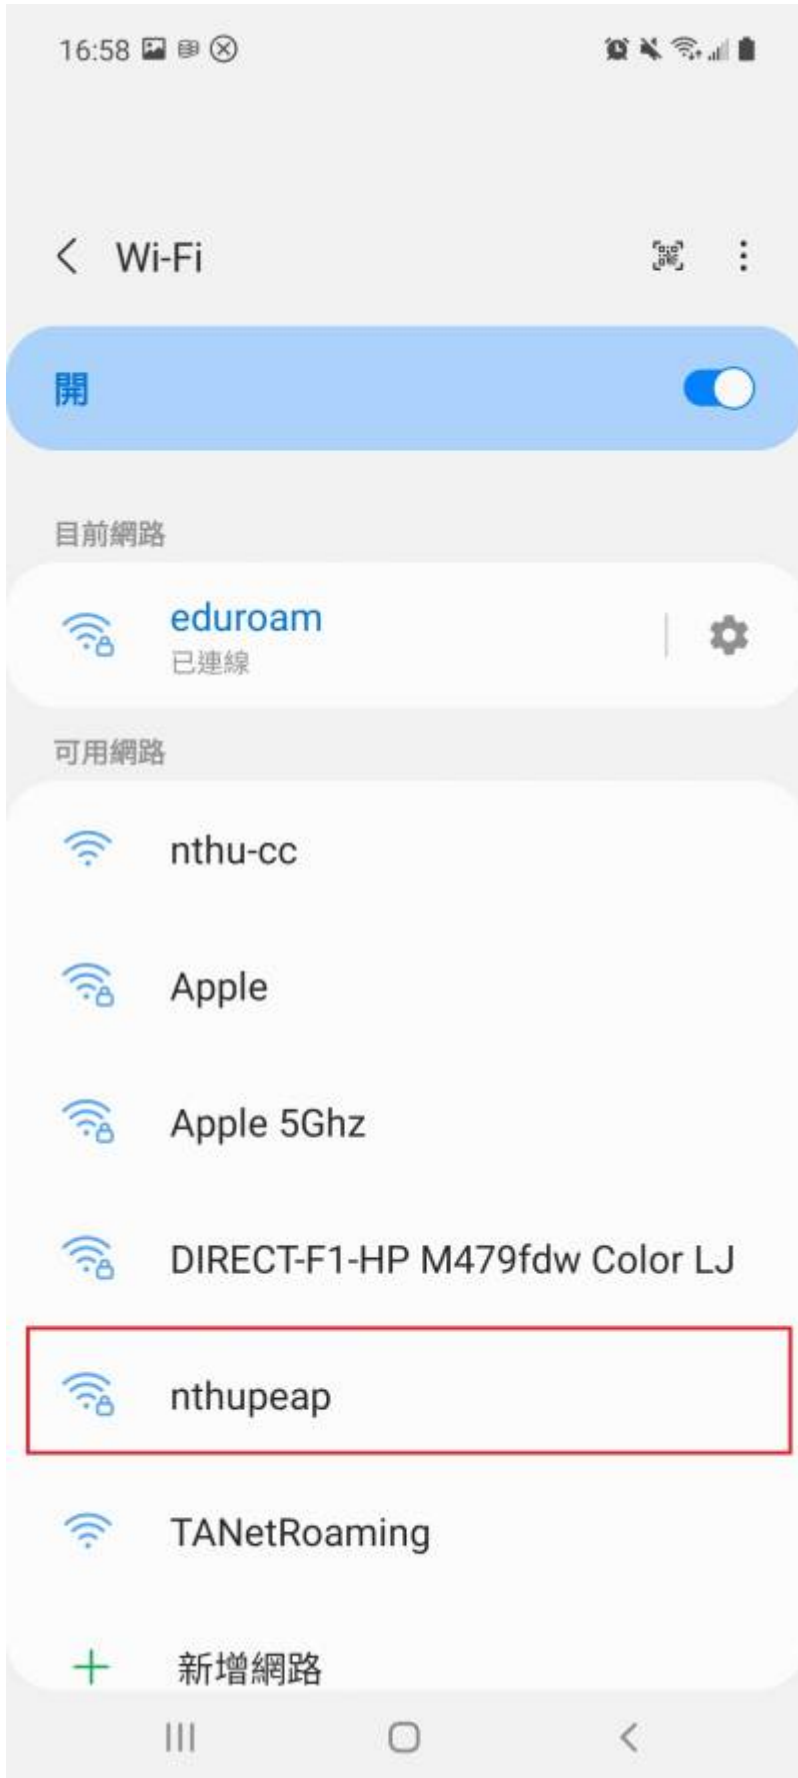 16:58
Wi-Fi
開
目前網路
eduroam
已連線
可用網路
nthu-cc
Apple
Apple 5Ghz
DIRECT-F1-HP M479fdw Color LJ
nthupeap
TANetRoaming
新增網路